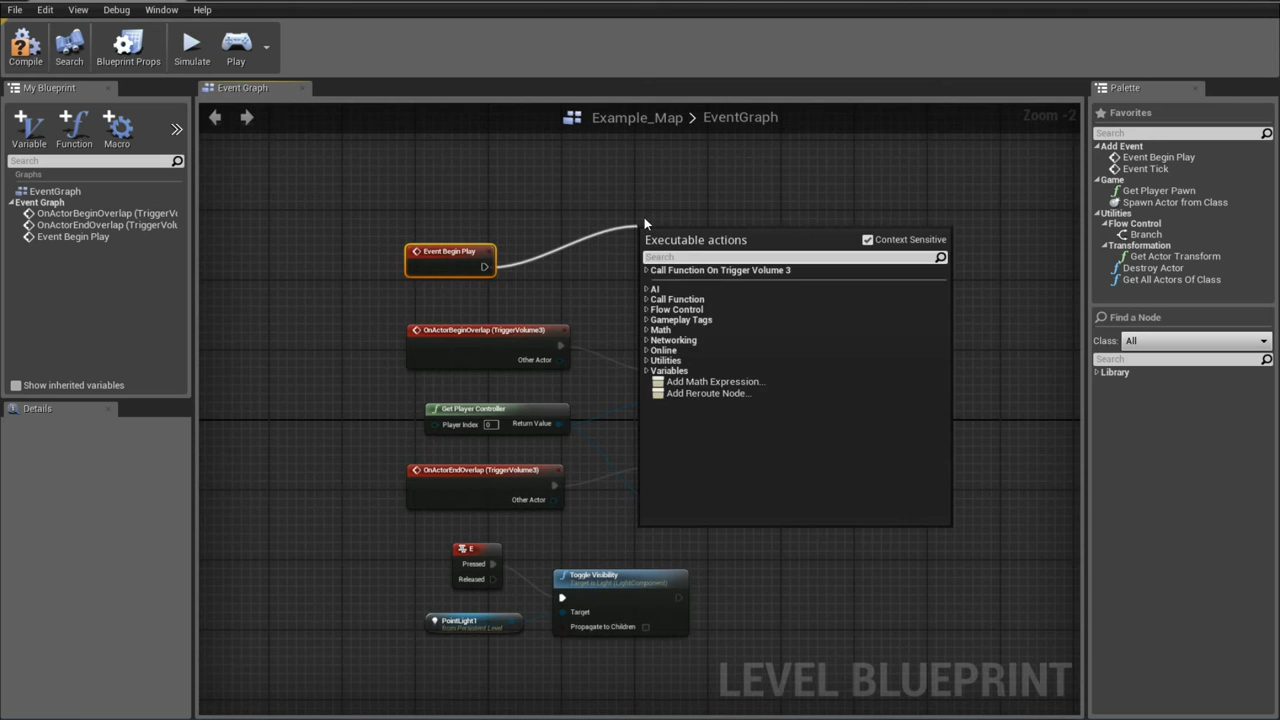 File Edit View Debug Window Help
Compile Search Blueprint Props Simulate Play
My Blueprint
Variable Function Macro
Search
Graphs
EventGraph
Event Graph
OnActorBeginOverlap (TriggerVo
OnActorEndOverlap (TriggerVol
Event Begin Play
Show inherited variables
Details
Event Graph
Example_Map > EventGraph
Zoom -2
Event Begin Play
OnActorBeginOverlap (TriggerVolume3)
Other Actor
Get Player Controller
Player Index 0 Return Value
OnActorEndOverlap (TriggerVolume3)
Other Actor
E
Pressed
Released
PointLight1
from Persistent Level
Toggle Visibility
Target is Light (LightComponent)
Target
Propagate to Children
Executable actions Context Sensitive
Search
Call Function On Trigger Volume 3
AI
Call Function
Flow Control
Gameplay Tags
Math
Networking
Online
Utilities
Variables
Add Math Expression...
Add Reroute Node...
LEVEL BLUEPRINT
Palette
Favorites
Search
Add Event
Event Begin Play
Event Tick
Game
Get Player Pawn
Spawn Actor from Class
Utilities
Flow Control
Branch
Transformation
Get Actor Transform
Destroy Actor
Get All Actors Of Class
Find a Node
Class: All
Search
Library